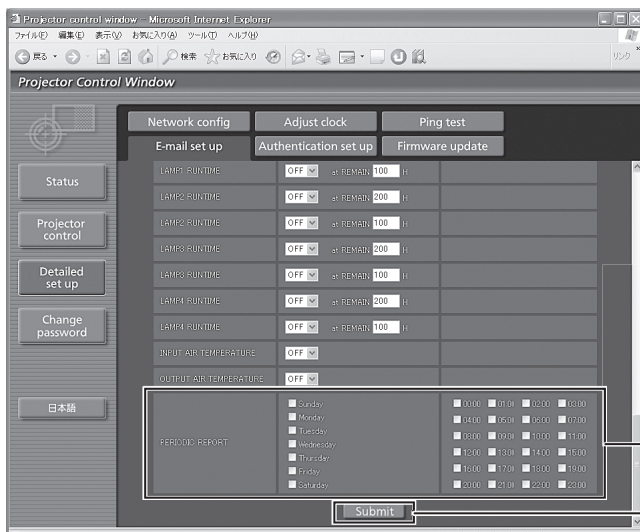 Projector control window - Microsoft Internet Explorer
ファイル(F) 編集(E) 表示(V) お気に入り(A) ツール(T) ヘルプ(H)
戻る 検索 お気に入り リンク
Projector Control Window
Network config Adjust clock Ping test
E-mail set up Authentication set up Firmware update
Status
Projector control
Detailed set up
Change password
日本語
LAMP1 RUNTIME OFF at REMAIN 100 H
LAMP2 RUNTIME OFF at REMAIN 200 H
LAMP2 RUNTIME OFF at REMAIN 100 H
LAMP3 RUNTIME OFF at REMAIN 200 H
LAMP3 RUNTIME OFF at REMAIN 100 H
LAMP4 RUNTIME OFF at REMAIN 200 H
LAMP4 RUNTIME OFF at REMAIN 100 H
INPUT AIR TEMPERATURE OFF
OUTPUT AIR TEMPERATURE OFF
PERIODIC REPORT
Sunday
Monday
Tuesday
Wednesday
Thursday
Friday
Saturday
00:00 01:00 02:00 03:00
04:00 05:00 06:00 07:00
08:00 09:00 10:00 11:00
12:00 13:00 14:00 15:00
16:00 17:00 18:00 19:00
20:00 21:00 22:00 23:00
Submit